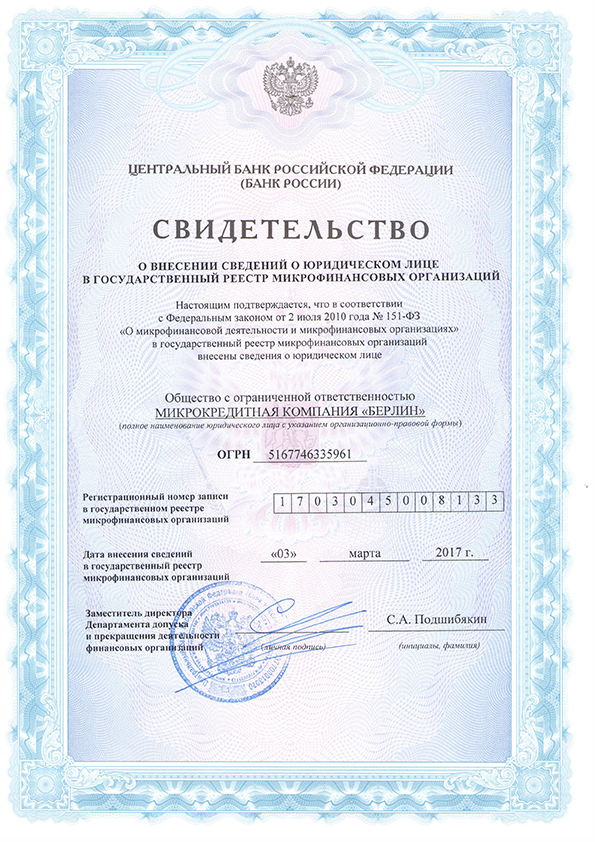 ЦЕНТРАЛЬНЫЙ БАНК РОССИЙСКОЙ ФЕДЕРАЦИИ
(БАНК РОССИИ)
СВИДЕТЕЛЬСТВО
О ВНЕСЕНИИ СВЕДЕНИЙ О ЮРИДИЧЕСКОМ ЛИЦЕ
В ГОСУДАРСТВЕННЫЙ РЕЕСТР МИКРОФИНАНСОВЫХ ОРГАНИЗАЦИЙ
Настоящим подтверждается, что в соответствии
с Федеральным законом от 2 июля 2010 года № 151-ФЗ
«О микрофинансовой деятельности и микрофинансовых организациях»
в государственный реестр микрофинансовых организаций
внесены сведения о юридическом лице
Общество с ограниченной ответственностью
МИКРОКРЕДИТНАЯ КОМПАНИЯ «БЕРЛИН»
(полное наименование юридического лица с указанием организационно-правовой формы)
ОГРН 5167746335961
Регистрационный номер записи
в государственном реестре
микрофинансовых организаций
1 7 0 3 0 4 5 0 0 8 1 3 3
Дата внесения сведений
в государственный реестр
микрофинансовых организаций
«03» марта 2017 г.
Заместитель директора
Департамента допуска
и прекращения деятельности
финансовых организаций
(личная подпись)
С.А. Подшибякин
(инициалы, фамилия)